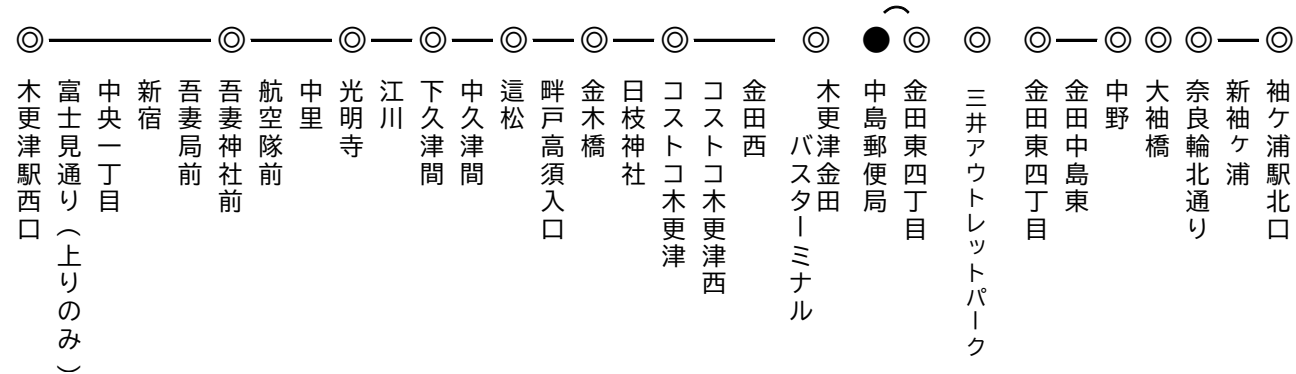 木更津駅西口
富士見通り（上りのみ）
中央一丁目
新宿
吾妻局前
吾妻神社前
航空隊前
中里
光明寺
江川
下久津間
中久津間
這松
畔戸高須入口
金木橋
日枝神社
コストコ木更津
コストコ木更津西
金田西
木更津金田
バスターミナル
中島郵便局
金田東四丁目
三井アウトレットパーク
金田東四丁目
金田中島東
中野
大袖橋
奈良輪北通り
新袖ヶ浦
袖ケ浦駅北口